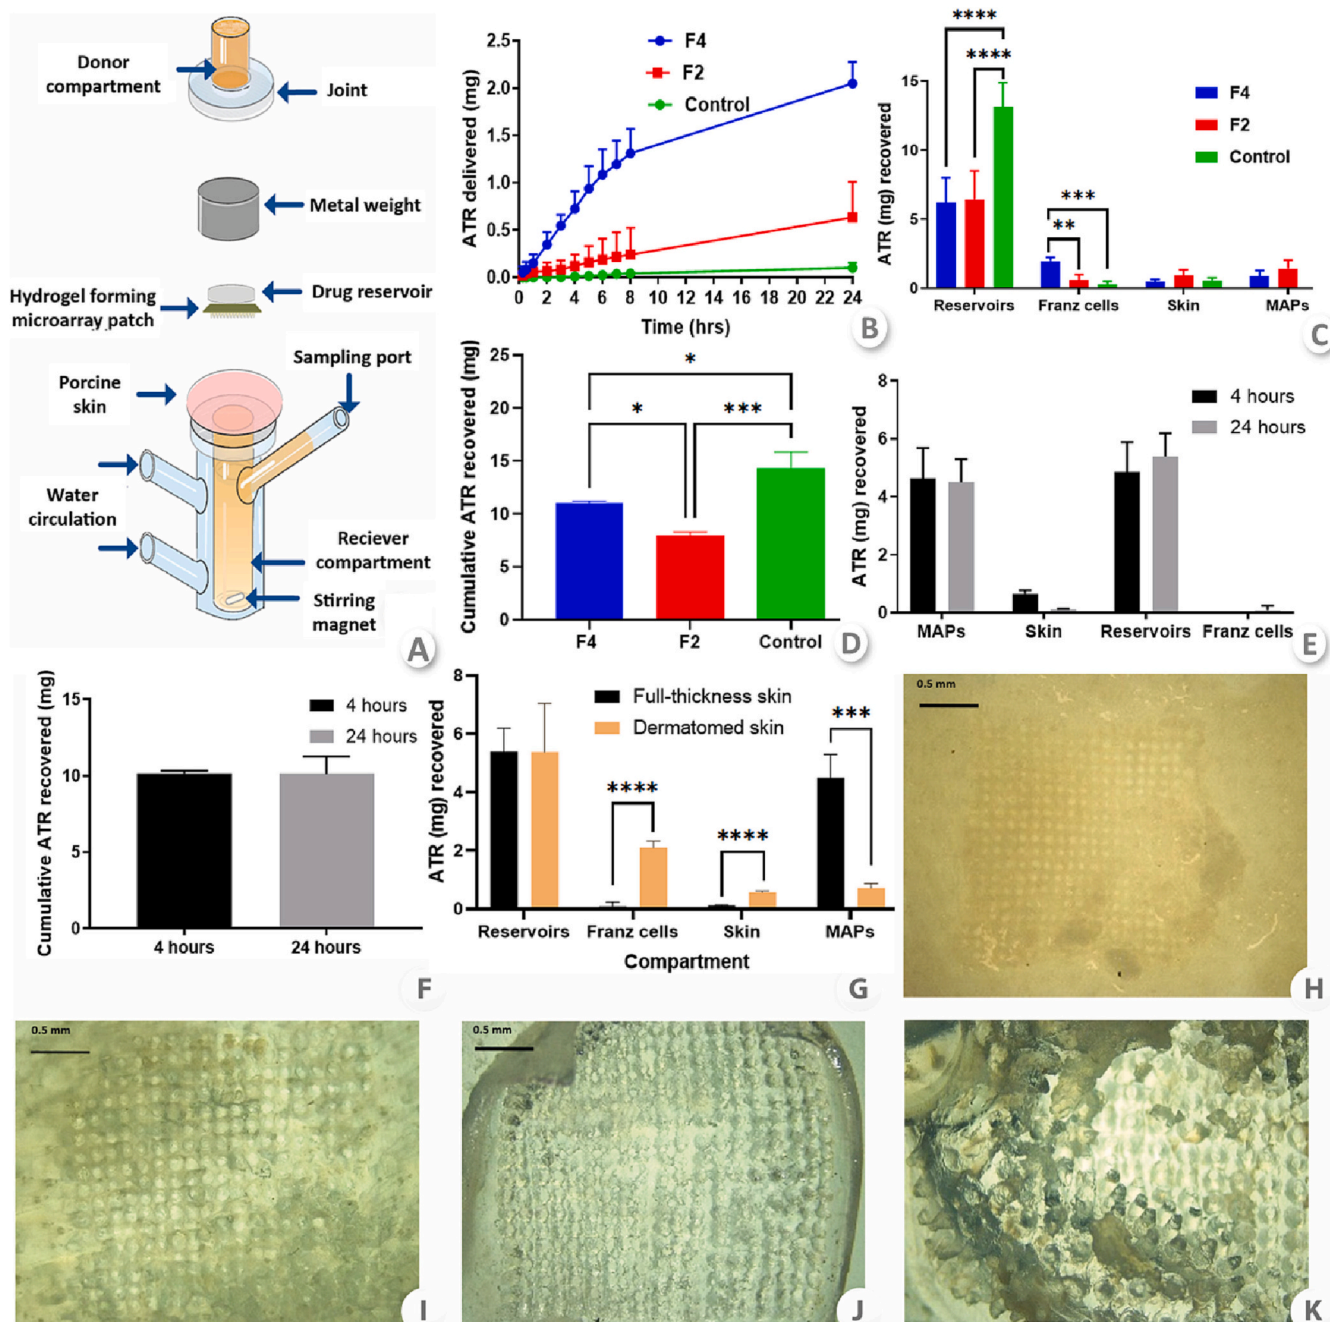 Donor
compartment
Joint
Metal weight
Drug reservoir
Hydrogel forming
microarray patch
Sampling port
Porcine
skin
Water
circulation
Reciever
compartment
Stirring
magnet
A
ATR delivered (mg)
2.5
2.0
1.5
1.0
0.5
0.0
F4
F2
Control
0 2 4 6 8 10 12 14 16 18 20 22 24
Time (hrs)
B
ATR (mg) recovered
15
10
5
0
****
****
***
**
F4
F2
Control
Reservoirs Franz cells Skin MAPs
C
Cumulative ATR recovered (mg)
25
20
15
10
5
0
*
* ***
F4 F2 Control
D
ATR (mg) recovered
8
6
4
2
0
4 hours
24 hours
MAPs Skin Reservoirs Franz cells
E
Cumulative ATR recovered (mg)
15
10
5
0
4 hours
24 hours
4 hours 24 hours
F
ATR (mg) recovered
8
6
4
2
0
Full-thickness skin
Dermatomed skin
****
****
***
Reservoirs Franz cells Skin MAPs
Compartment
G
0.5 mm
H
0.5 mm
I
0.5 mm
J
K